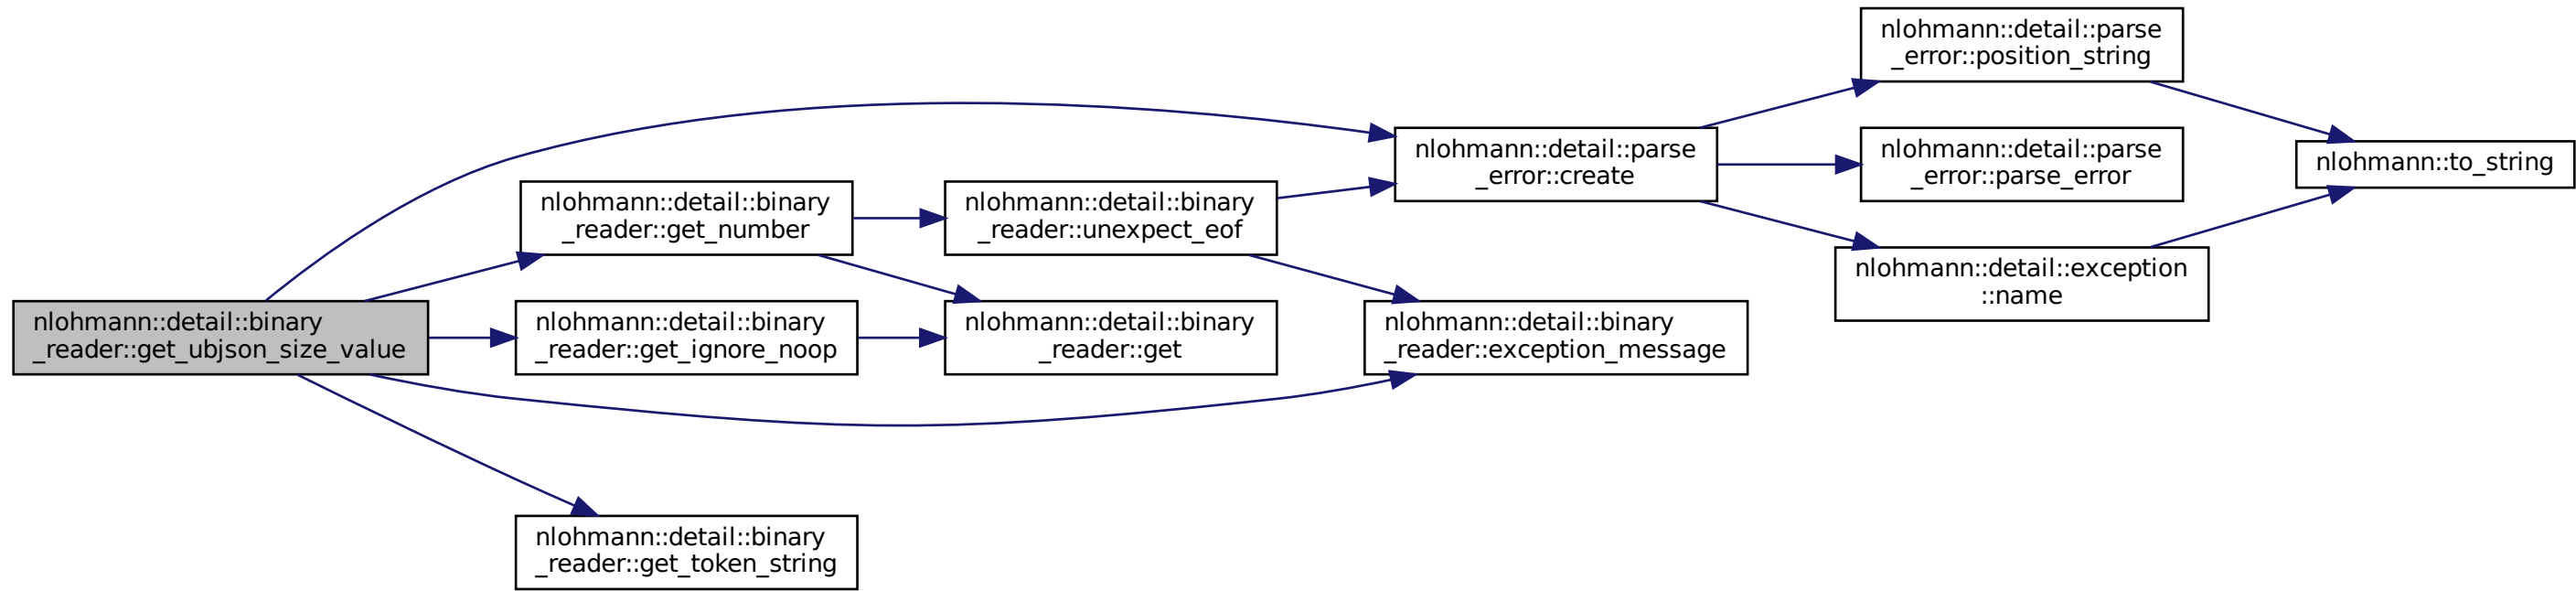 nlohmann::detail::binary
_reader::get_ubjson_size_value
nlohmann::detail::binary
_reader::get_number
nlohmann::detail::binary
_reader::get_ignore_noop
nlohmann::detail::binary
_reader::get_token_string
nlohmann::detail::binary
_reader::unexpect_eof
nlohmann::detail::binary
_reader::get
nlohmann::detail::parse
_error::create
nlohmann::detail::binary
_reader::exception_message
nlohmann::detail::parse
_error::position_string
nlohmann::detail::parse
_error::parse_error
nlohmann::detail::exception
::name
nlohmann::to_string